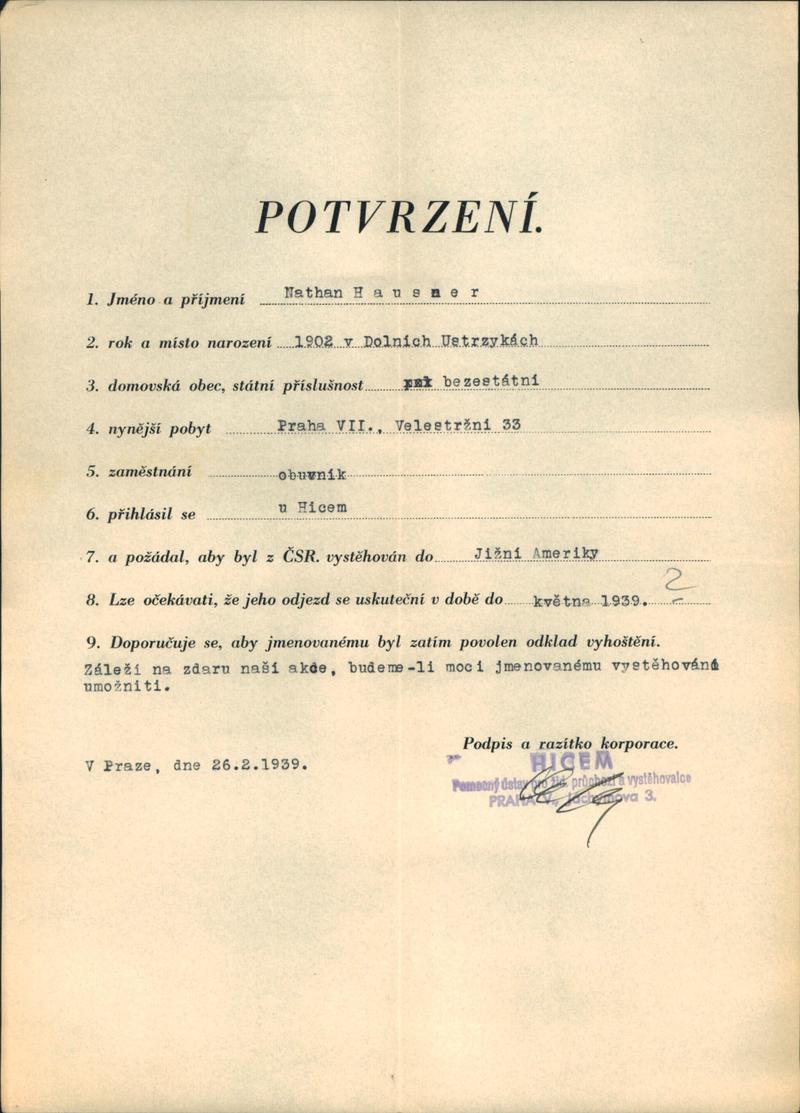 POTVRZENÍ.
1. Jméno a příjmení Nathan Hausner
2. rok a místo narození 1902 v Dolních Ustrzykách
3. domovská obec, státní příslušnost bezestátní
4. nynější pobyt Praha VII., Veletržní 33
5. zaměstnání obuvník
6. přihlásil se u Hicem
7. a požádal, aby byl z ČSR. vystěhován do Jižní Ameriky
8. Lze očekávati, že jeho odjezd se uskuteční v době do května 1939. 2
9. Doporučuje se, aby jmenovanému byl zatím povolen odklad vyhoštění.
Záleží na zdaru naší akce, budeme-li moci jmenovanému vystěhování
umožniti.
Podpis a razítko korporace.
V Praze, dne 26.2.1939.
HICEM
Pomocný ústav pro žid. průchozí a vystěhovalce
PRAHA V., Jáchymova 3.